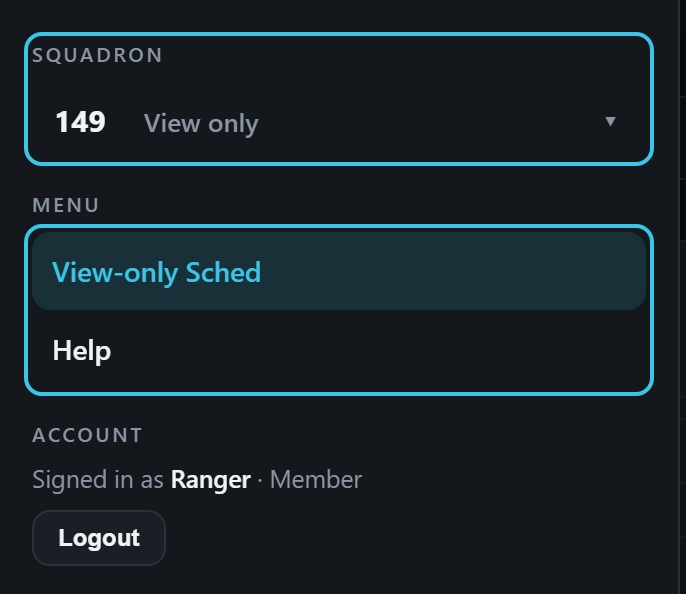 SQUADRON
149 View only ▼
MENU
View-only Sched
Help
ACCOUNT
Signed in as Ranger · Member
Logout